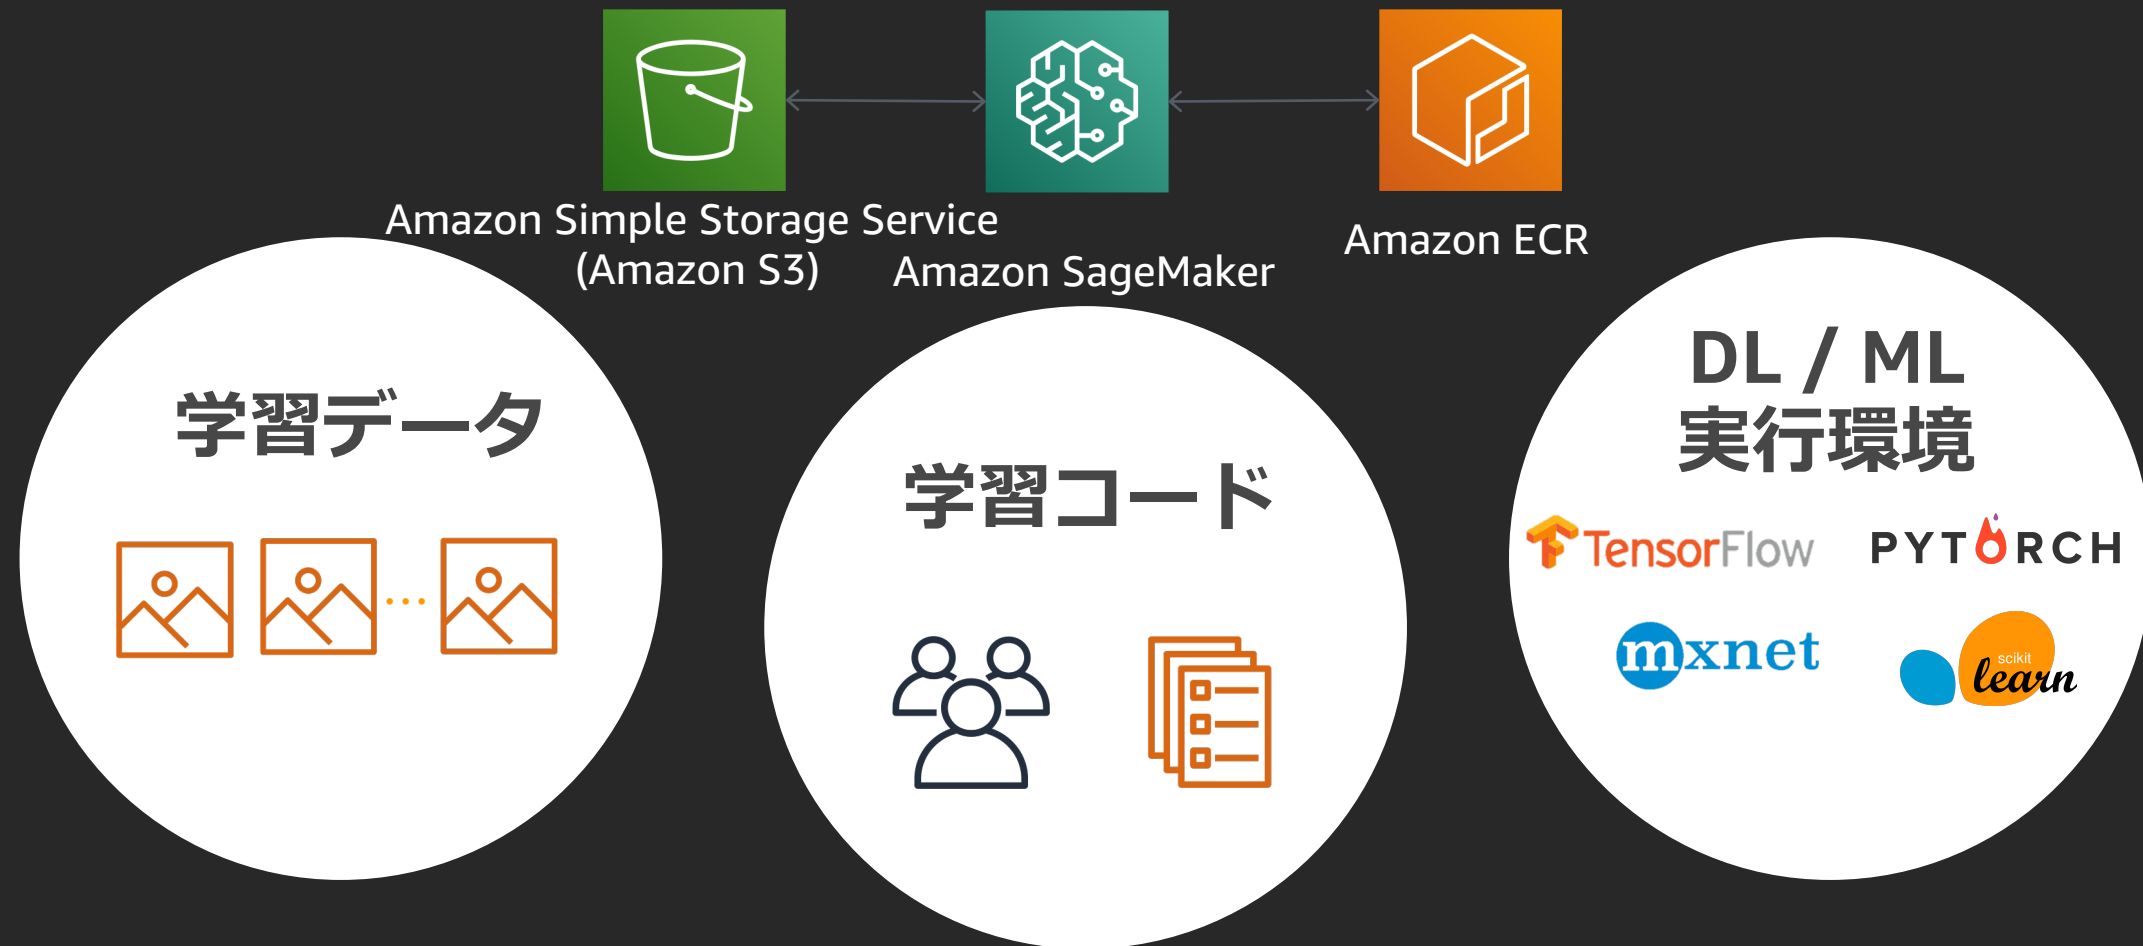 Amazon Simple Storage Service
(Amazon S3)
Amazon SageMaker
Amazon ECR
学習データ
学習コード
DL / ML
実行環境
TensorFlow
PYTORCH
mxnet
scikit
learn